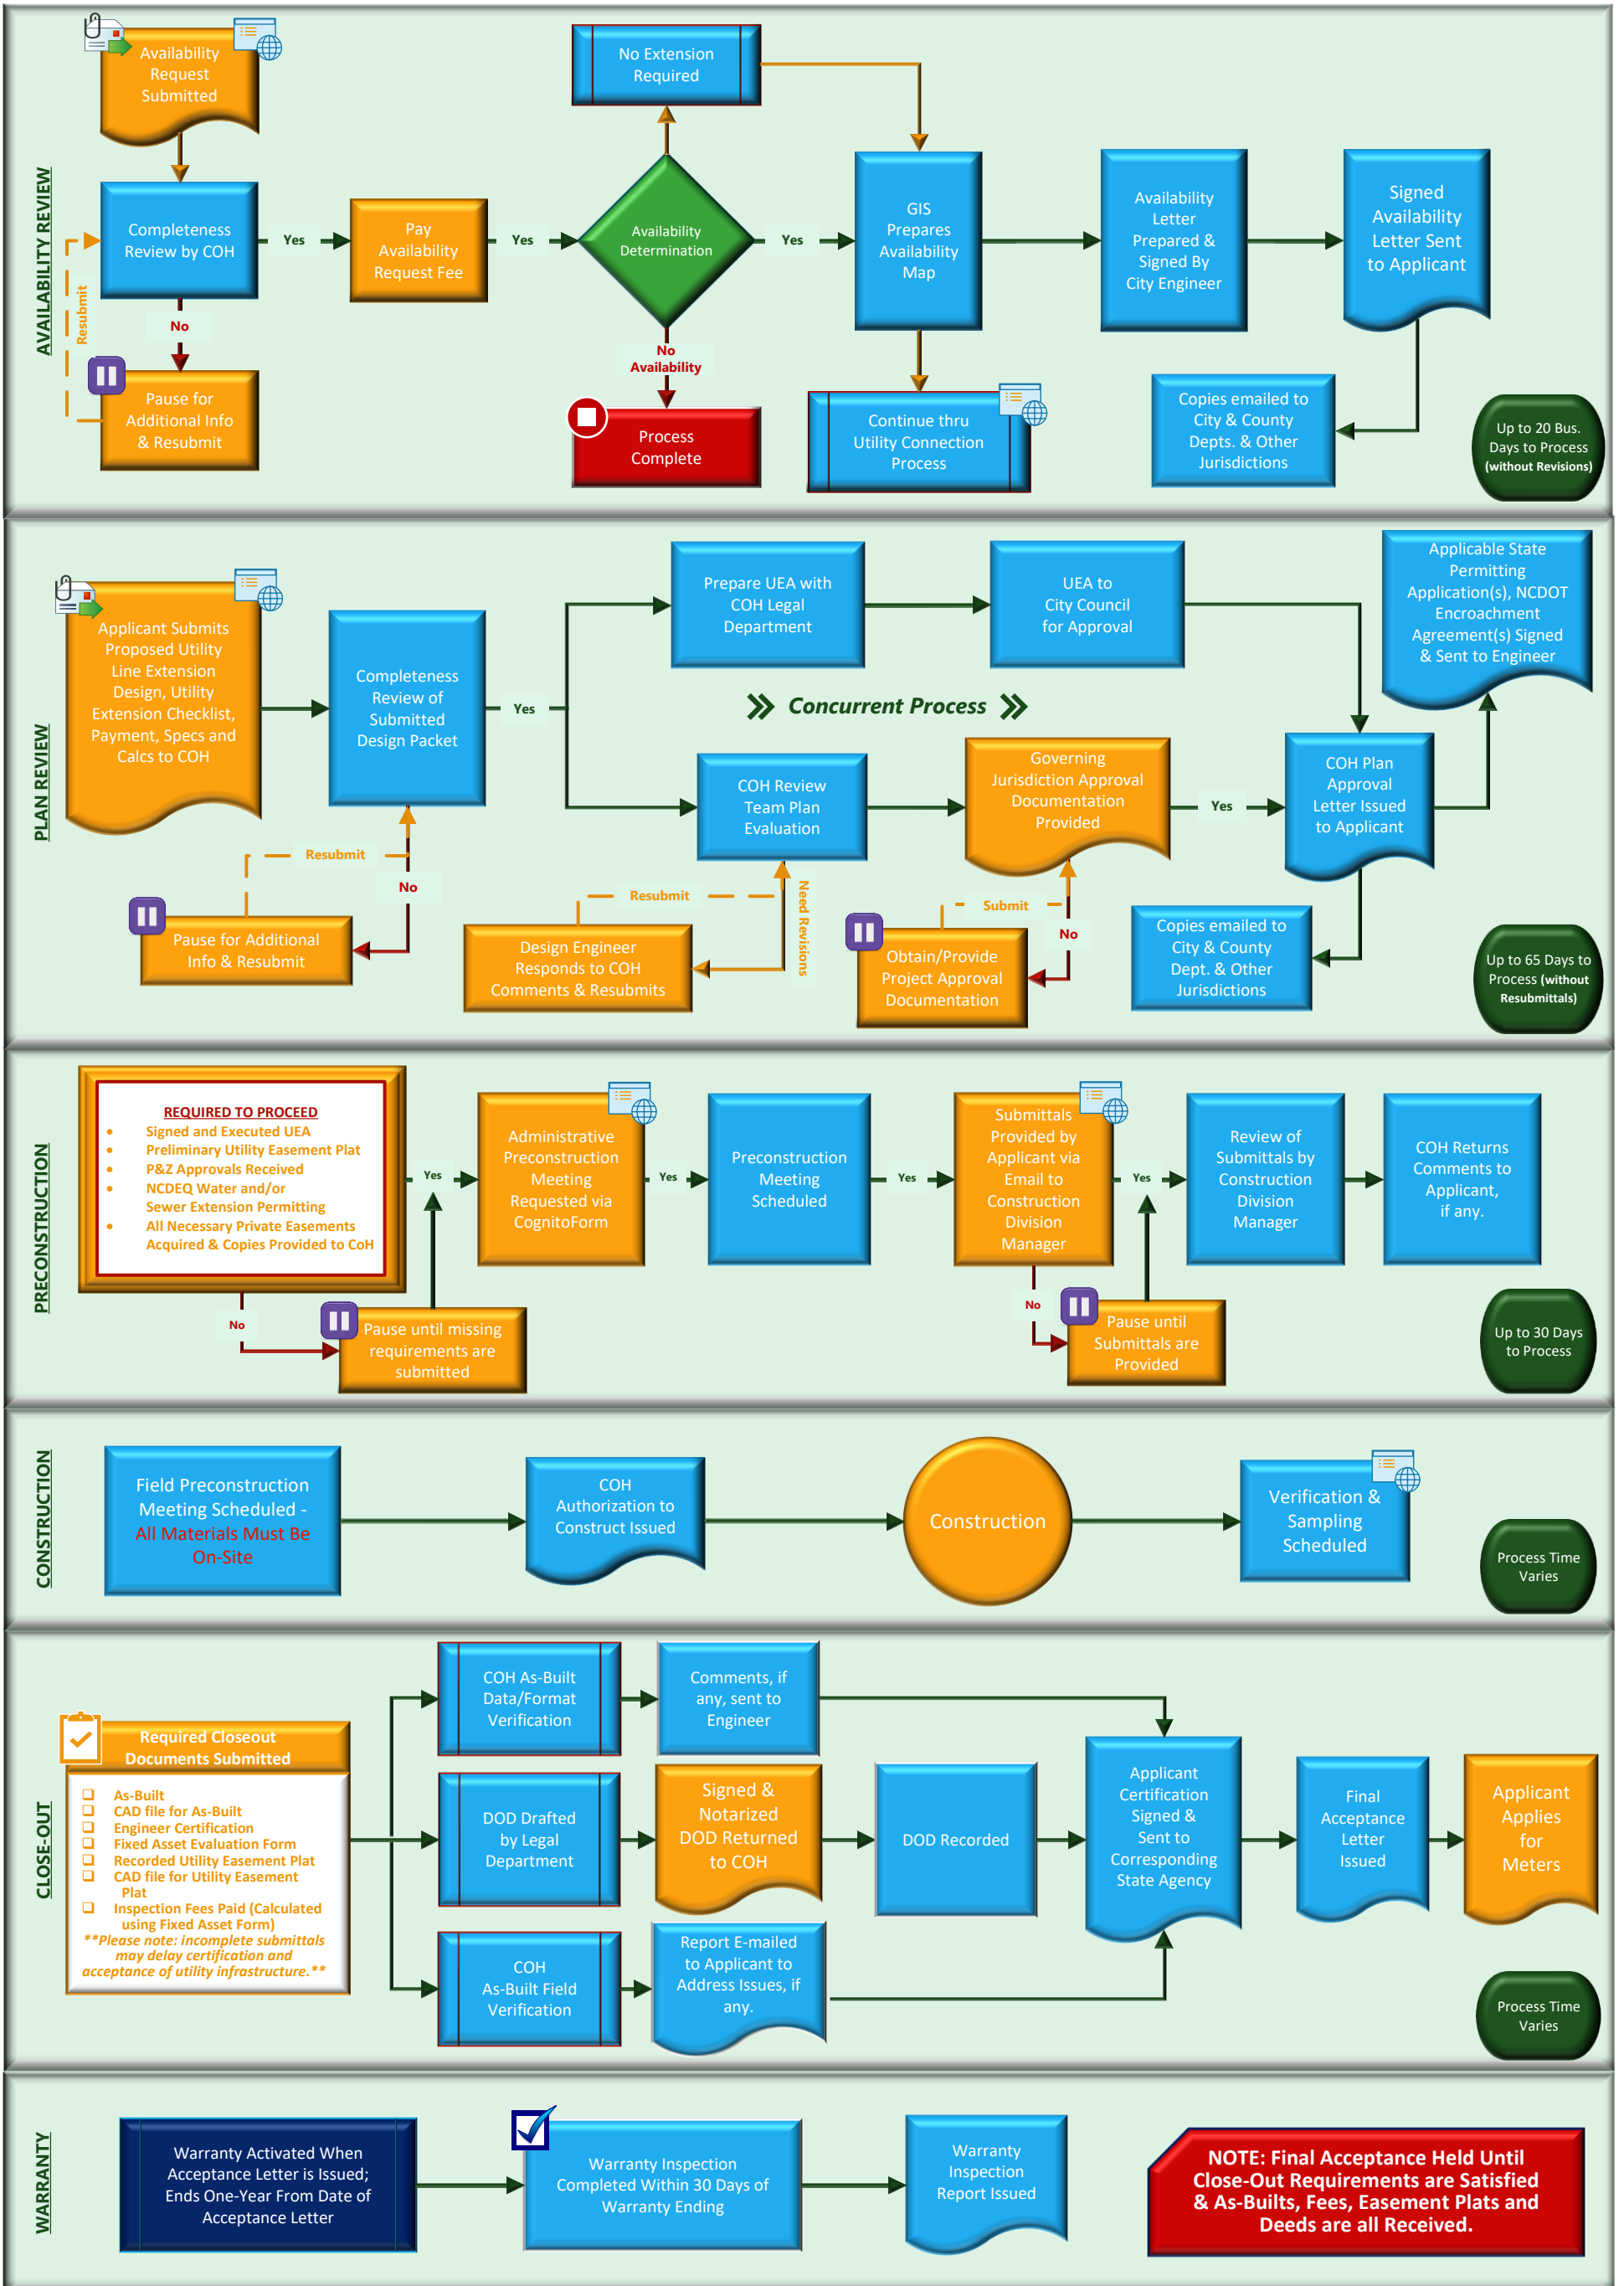 AVAILABILITY REVIEW
Availability
Request
Submitted
Completeness
Review by COH
Yes
No
Resubmit
Pause for
Additional Info
& Resubmit
Pay
Availability
Request Fee
Yes
Availability
Determination
No Extension
Required
Yes
No
Availability
Process
Complete
GIS
Prepares
Availability
Map
Continue thru
Utility Connection
Process
Availability
Letter
Prepared &
Signed By
City Engineer
Signed
Availability
Letter Sent
to Applicant
Copies emailed to
City & County
Depts. & Other
Jurisdictions
Up to 20 Bus.
Days to Process
(without Revisions)
PLAN REVIEW
Applicant Submits
Proposed Utility
Line Extension
Design, Utility
Extension Checklist,
Payment, Specs and
Calcs to COH
Completeness
Review of
Submitted
Design Packet
Yes
Resubmit
No
Pause for Additional
Info & Resubmit
Prepare UEA with
COH Legal
Department
UEA to
City Council
for Approval
Concurrent Process
COH Review
Team Plan
Evaluation
Resubmit
Need Revisions
Design Engineer
Responds to COH
Comments & Resubmits
Governing
Jurisdiction Approval
Documentation
Provided
Yes
Submit
No
Obtain/Provide
Project Approval
Documentation
COH Plan
Approval
Letter Issued
to Applicant
Applicable State
Permitting
Application(s), NCDOT
Encroachment
Agreement(s) Signed
& Sent to Engineer
Copies emailed to
City & County
Dept. & Other
Jurisdictions
Up to 65 Days to
Process (without
Resubmittals)
PRECONSTRUCTION
REQUIRED TO PROCEED
• Signed and Executed UEA
• Preliminary Utility Easement Plat
• P&Z Approvals Received
• NCDEQ Water and/or
Sewer Extension Permitting
• All Necessary Private Easements
Acquired & Copies Provided to CoH
No
Pause until missing
requirements are
submitted
Yes
Administrative
Preconstruction
Meeting
Requested via
CognitoForm
Yes
Preconstruction
Meeting
Scheduled
Yes
Submittals
Provided by
Applicant via
Email to
Construction
Division
Manager
No
Pause until
Submittals are
Provided
Yes
Review of
Submittals by
Construction
Division
Manager
COH Returns
Comments to
Applicant,
if any.
Up to 30 Days
to Process
CONSTRUCTION
Field Preconstruction
Meeting Scheduled -
All Materials Must Be
On-Site
COH
Authorization to
Construct Issued
Construction
Verification &
Sampling
Scheduled
Process Time
Varies
CLOSE-OUT
Required Closeout
Documents Submitted
❑ As-Built
❑ CAD file for As-Built
❑ Engineer Certification
❑ Fixed Asset Evaluation Form
❑ Recorded Utility Easement Plat
❑ CAD file for Utility Easement
Plat
❑ Inspection Fees Paid (Calculated
using Fixed Asset Form)
**Please note: incomplete submittals
may delay certification and
acceptance of utility infrastructure.**
COH As-Built
Data/Format
Verification
Comments, if
any, sent to
Engineer
DOD Drafted
by Legal
Department
Signed &
Notarized
DOD Returned
to COH
DOD Recorded
COH
As-Built Field
Verification
Report E-mailed
to Applicant to
Address Issues, if
any.
Applicant
Certification
Signed &
Sent to
Corresponding
State Agency
Final
Acceptance
Letter
Issued
Applicant
Applies
for
Meters
Process Time
Varies
WARRANTY
Warranty Activated When
Acceptance Letter is Issued;
Ends One-Year From Date of
Acceptance Letter
Warranty Inspection
Completed Within 30 Days of
Warranty Ending
Warranty
Inspection
Report Issued
NOTE: Final Acceptance Held Until
Close-Out Requirements are Satisfied
& As-Builts, Fees, Easement Plats and
Deeds are all Received.